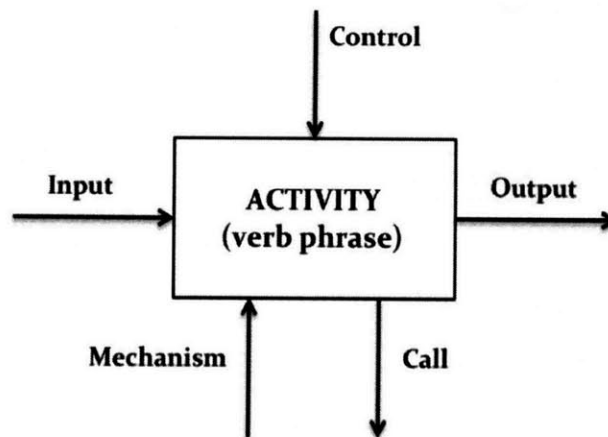 Control
Input
ACTIVITY
(verb phrase)
Output
Mechanism
Call